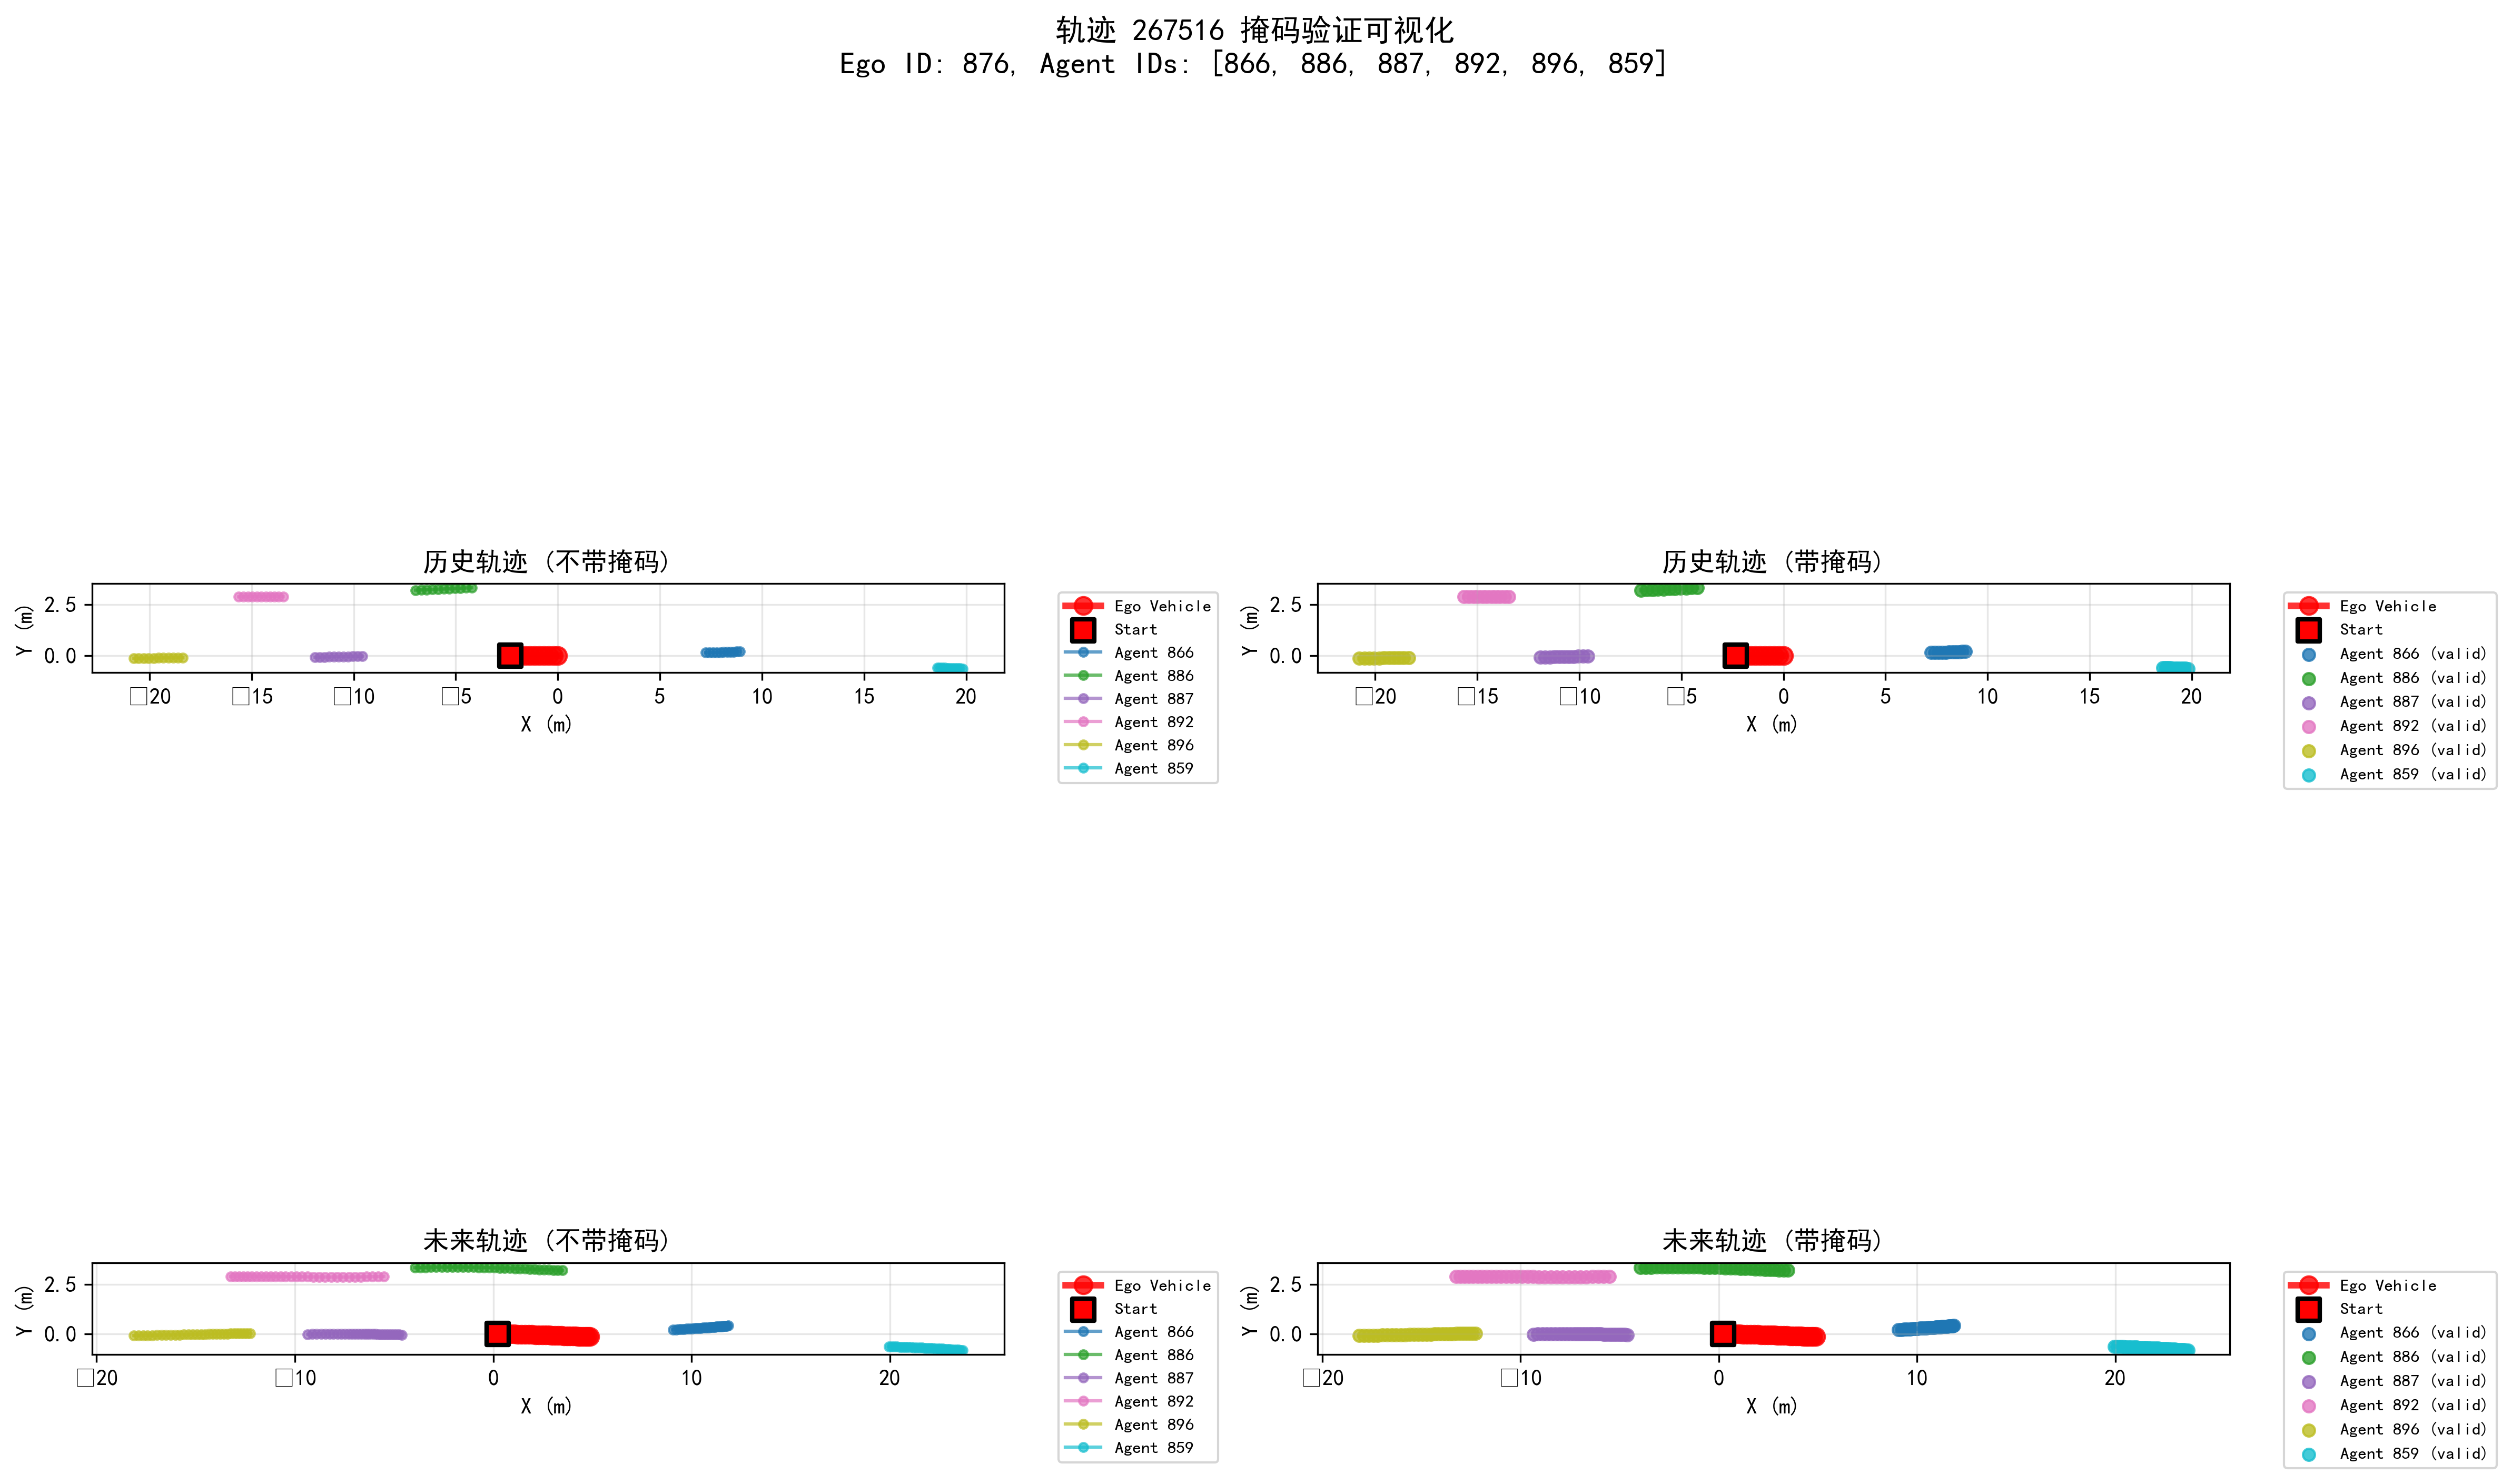 轨迹 267516 掩码验证可视化
Ego ID: 876, Agent IDs: [866, 886, 887, 892, 896, 859]
历史轨迹 (不带掩码)
Y (m)
2.5
0.0
□20 □15 □10 □5 0 5 10 15 20
X (m)
Ego Vehicle
Start
Agent 866
Agent 886
Agent 887
Agent 892
Agent 896
Agent 859
历史轨迹 (带掩码)
Y (m)
2.5
0.0
□20 □15 □10 □5 0 5 10 15 20
X (m)
Ego Vehicle
Start
Agent 866 (valid)
Agent 886 (valid)
Agent 887 (valid)
Agent 892 (valid)
Agent 896 (valid)
Agent 859 (valid)
未来轨迹 (不带掩码)
Y (m)
2.5
0.0
□20 □10 0 10 20
X (m)
Ego Vehicle
Start
Agent 866
Agent 886
Agent 887
Agent 892
Agent 896
Agent 859
未来轨迹 (带掩码)
Y (m)
2.5
0.0
□20 □10 0 10 20
X (m)
Ego Vehicle
Start
Agent 866 (valid)
Agent 886 (valid)
Agent 887 (valid)
Agent 892 (valid)
Agent 896 (valid)
Agent 859 (valid)